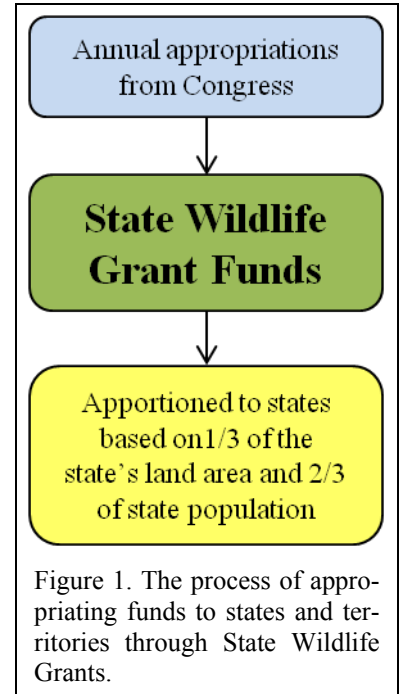 Annual appropriations
from Congress
State Wildlife
Grant Funds
Apportioned to states
based on1/3 of the
state's land area and 2/3
of state population
Figure 1. The process of appro-
priating funds to states and ter-
ritories through State Wildlife
Grants.